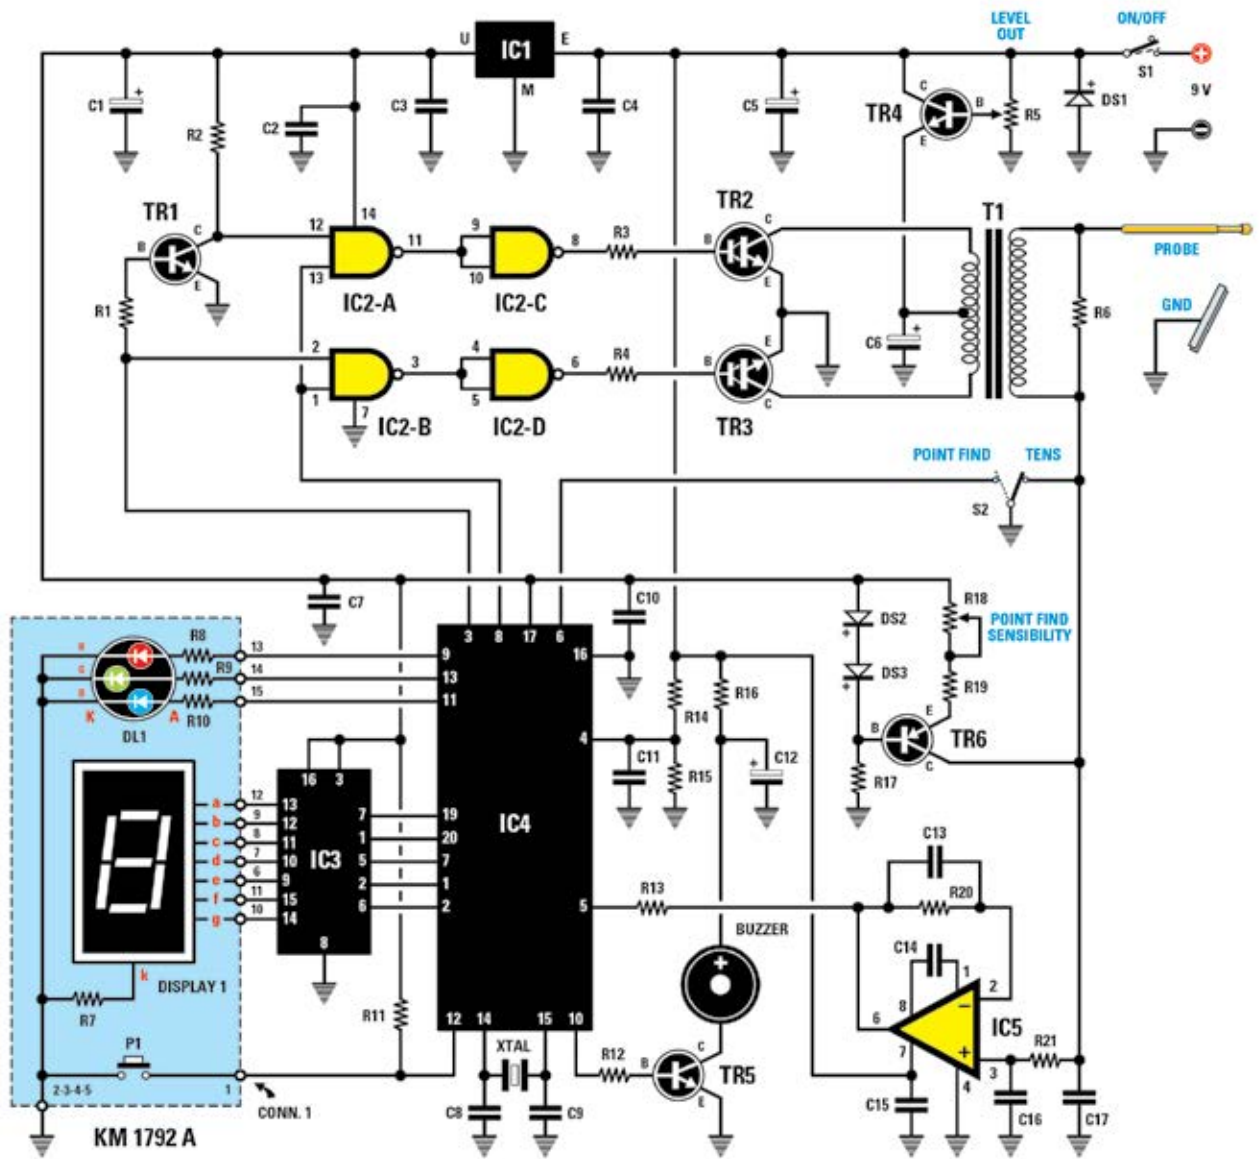 LEVEL OUT
ON/OFF
U IC1 E
M
S1
9 V
C1 +
R2
C2
C3
C4
C5 +
TR4
C
B
E
R5
+ DS1
TR1
B
C
E
R1
12 14
13
11
IC2-A
9
10
8
IC2-C
R3
TR2
B
C
E
T1
PROBE
R6
GND
2
1
3
7
IC2-B
4
5
6
IC2-D
R4
TR3
B
E
C
C6 +
POINT FIND
TENS
S2
C7
C10
DS2
+
DS3
+
R18
POINT FIND SENSIBILITY
R19
R17
B
E
C
TR6
R8
R9
R10
13
14
15
K
A
DL1
3 8 17 6
9
13
11
16
4
19
20
7
1
2
5
12 14 15 10
IC4
R14
R15
R16
C11
C12
+
16 3
13
12
11
10
9
15
14
7
1
5
2
6
8
IC3
a 12
b 9
c 8
d 7
e 6
f 11
g 10
k
DISPLAY 1
R7
P1
2-3-4-5
1
CONN. 1
KM 1792 A
R11
XTAL
C8
C9
R12
B
C
E
TR5
R13
BUZZER
+
C13
R20
C14
1
2
8
6
7
3
4
−
+
IC5
R21
C15
C16
C17